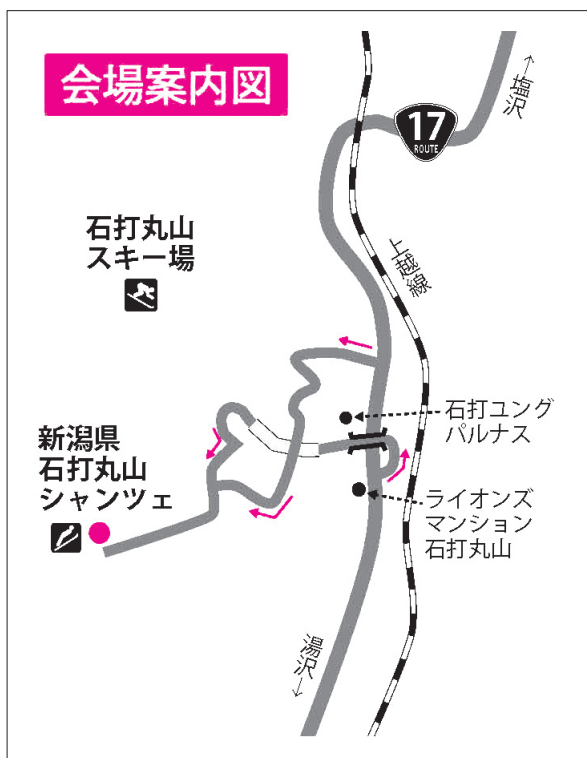 会場案内図
←塩沢
17
ROUTE
石打丸山
スキー場
上越線
石打ユング
パルナス
新潟県
石打丸山
シャンツェ
ライオンズ
マンション
石打丸山
湯沢→